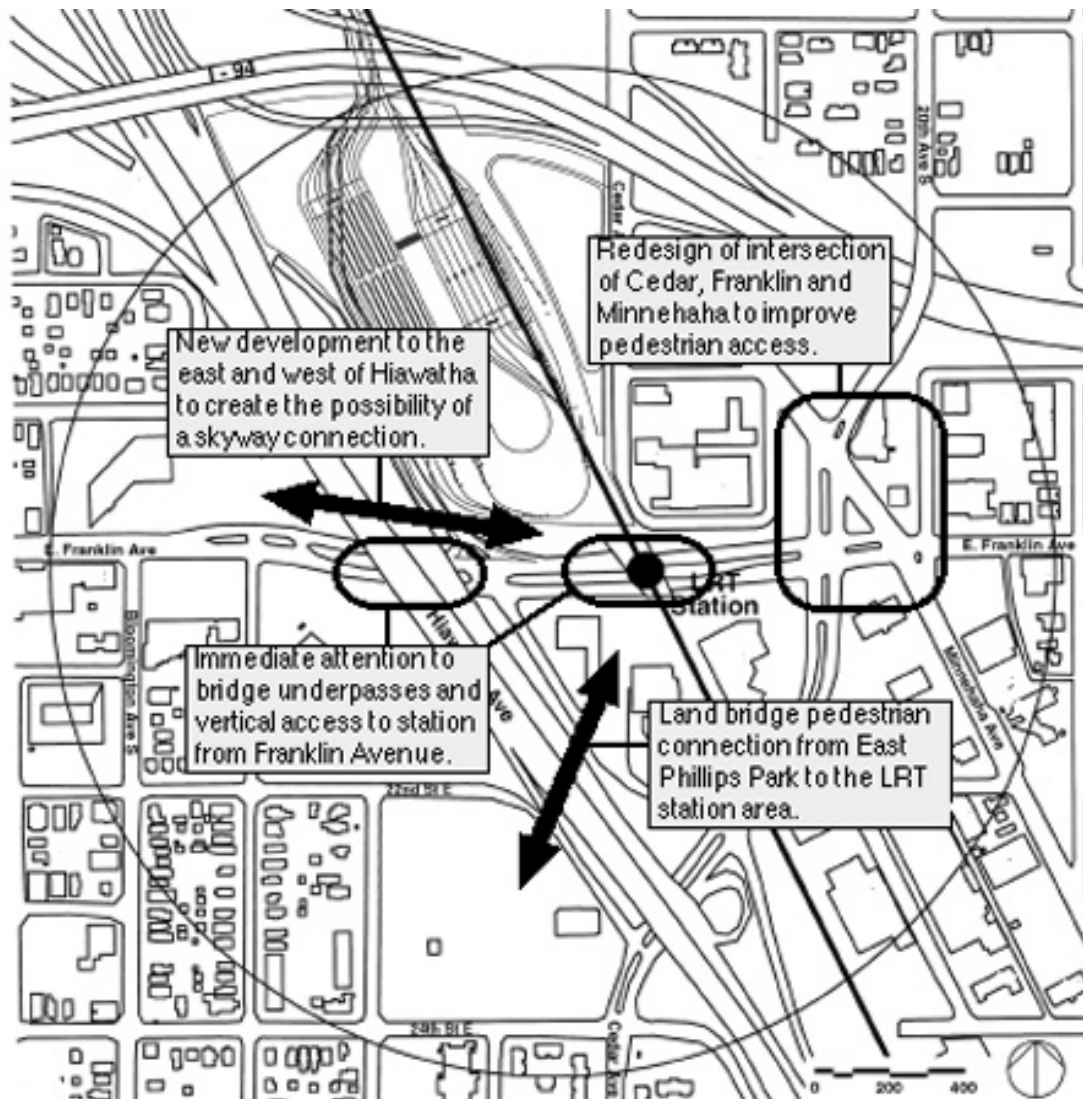 I - 94
20th Ave S
Cedar
Redesign of intersection
of Cedar, Franklin and
Minnehaha to improve
pedestrian access.
New development to the
east and west of Hiawatha
to create the possibility of
a skyway connection.
E. Franklin Ave
E. Franklin Ave
LRT
Station
Bloomington Ave S
Hiaw
Ave
Immediate attention to
bridge underpasses and
vertical access to station
from Franklin Avenue.
Minnehaha Ave
Land bridge pedestrian
connection from East
Phillips Park to the LRT
station area.
22nd St E
24th St E
Cedar Ave
0 200 400